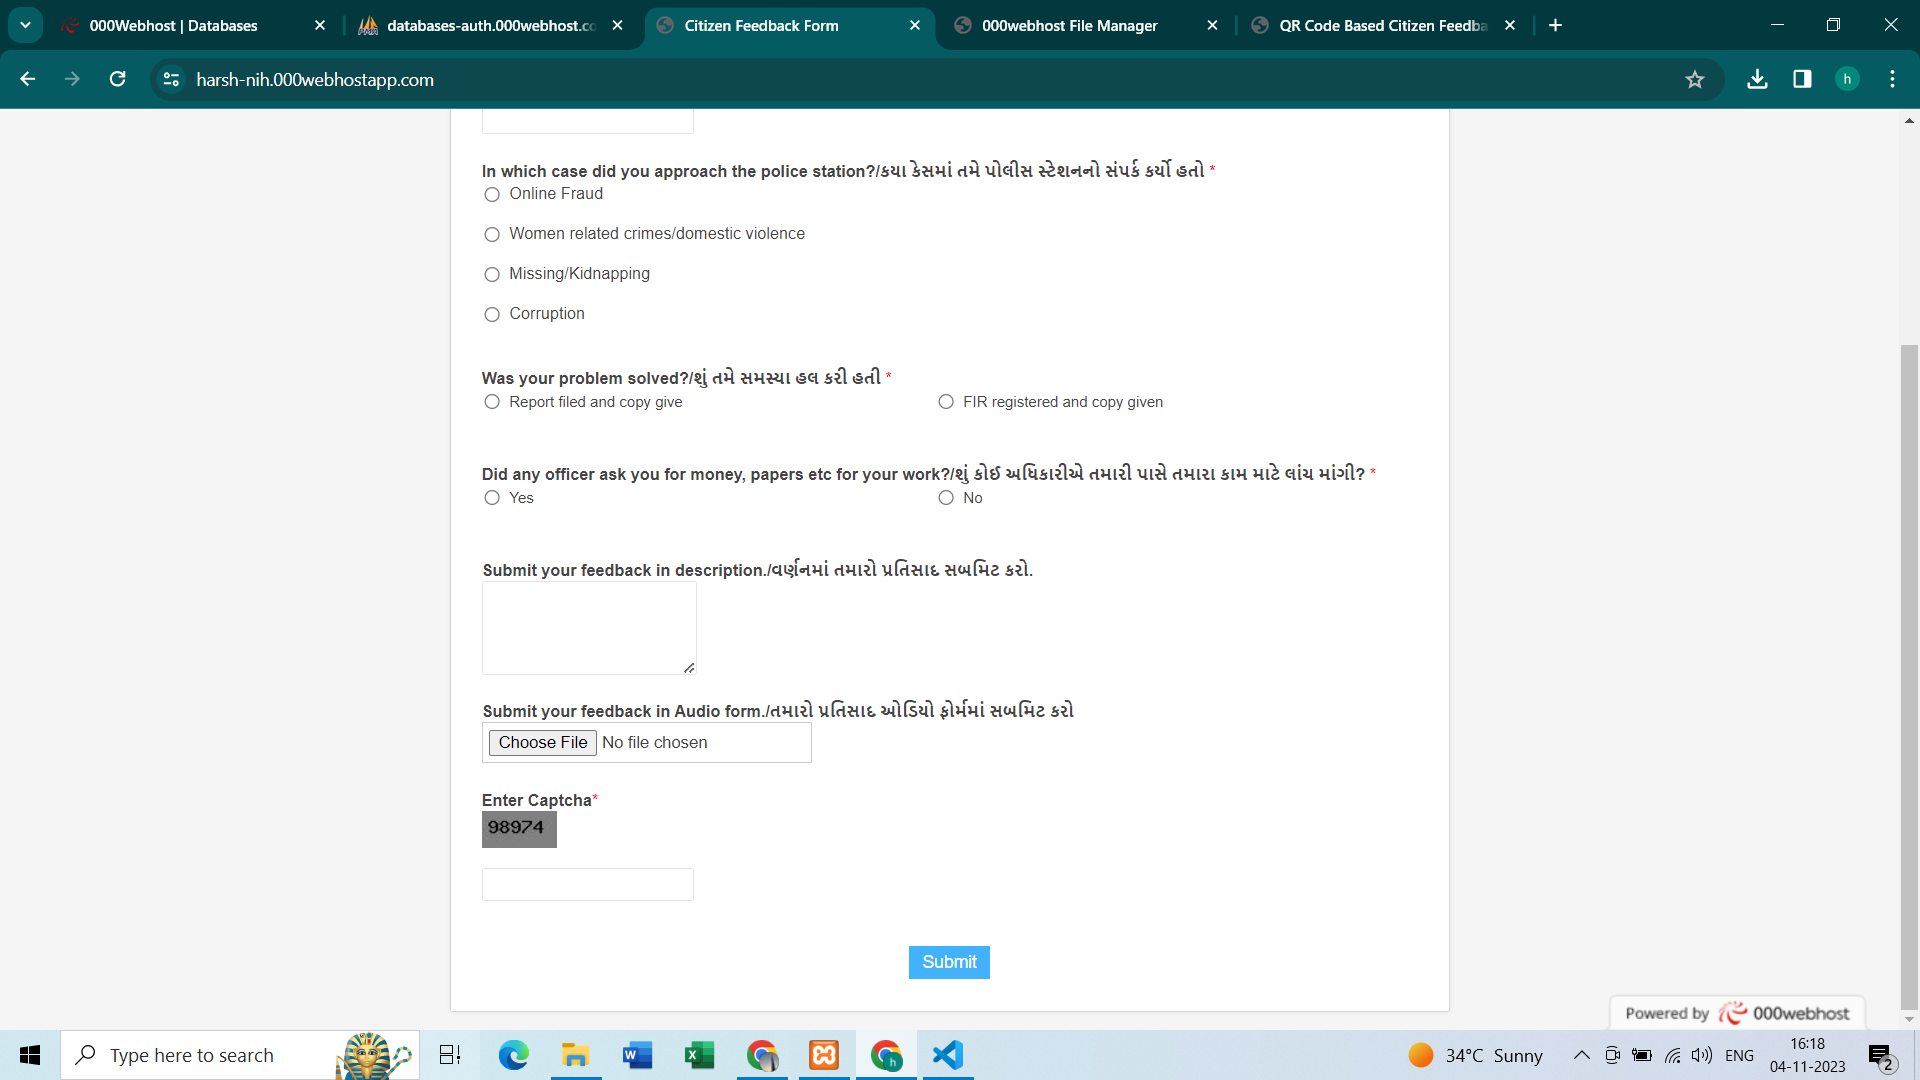 000Webhost | Databases
databases-auth.000webhost.co
Citizen Feedback Form
000webhost File Manager
QR Code Based Citizen Feedba
harsh-nih.000webhostapp.com
h
In which case did you approach the police station?/કયા કેસમાં તમે પોલીસ સ્ટેશનનો સંપર્ક કર્યો હતો *
Online Fraud
Women related crimes/domestic violence
Missing/Kidnapping
Corruption
Was your problem solved?/શું તમે સમસ્યા હલ કરી હતી *
Report filed and copy give
FIR registered and copy given
Did any officer ask you for money, papers etc for your work?/શું કોઈ અધિકારીએ તમારી પાસે તમારા કામ માટે લાંચ માંગી? *
Yes
No
Submit your feedback in description./વર્ણનમાં તમારો પ્રતિસાદ સબમિટ કરો.
Submit your feedback in Audio form./તમારો પ્રતિસાદ ઓડિયો ફોર્મમાં સબમિટ કરો
Choose File No file chosen
Enter Captcha*
98974
Submit
Powered by 000webhost
Type here to search
34°C Sunny
ENG
16:18
04-11-2023
2